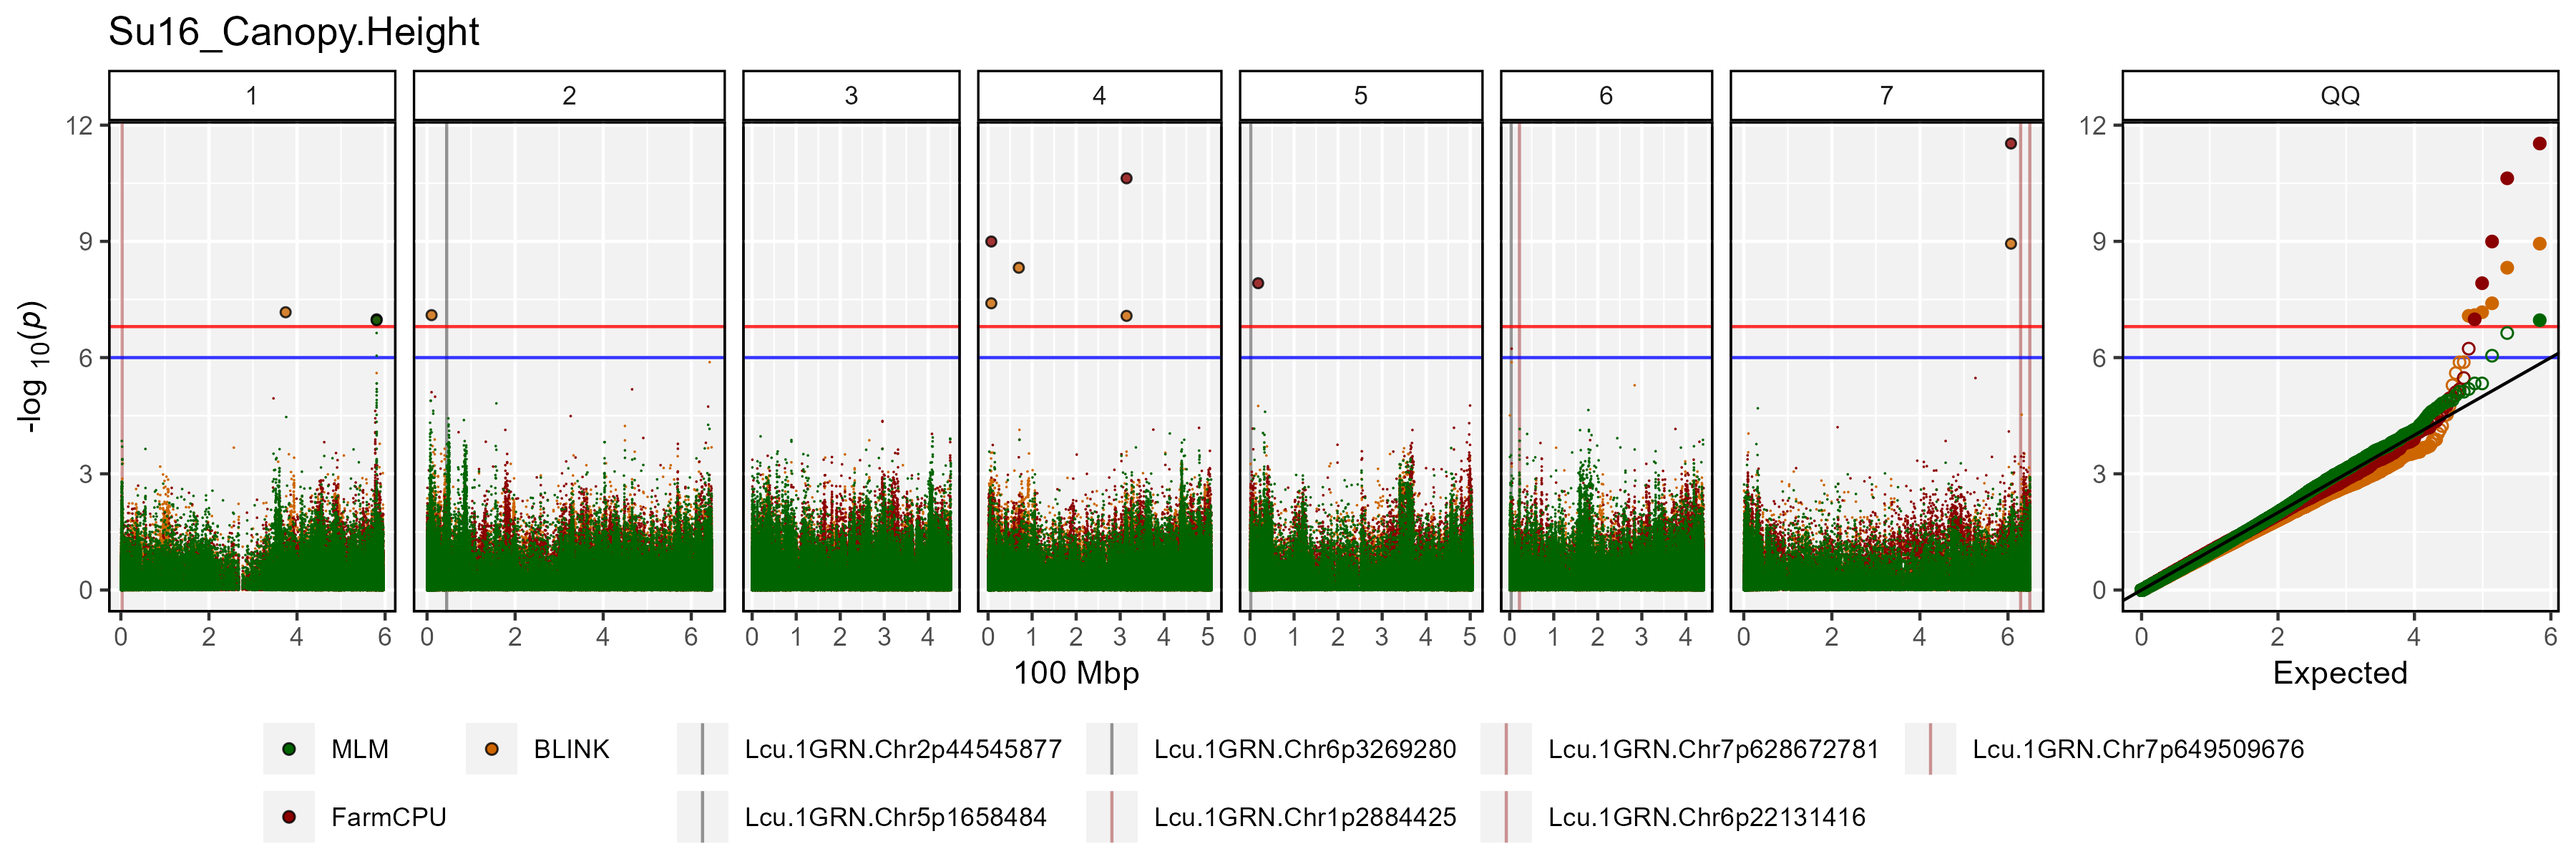 Su16_Canopy.Height
1 2 3 4 5 6 7 QQ
12 12
9 9
6 6
3 3
0 0
-log 10(p)
0 2 4 6 0 2 4 6 0 1 2 3 4 0 1 2 3 4 5 0 1 2 3 4 5 0 1 2 3 4 0 2 4 6 0 2 4 6
100 Mbp Expected
MLM BLINK Lcu.1GRN.Chr2p44545877 Lcu.1GRN.Chr6p3269280 Lcu.1GRN.Chr7p628672781 Lcu.1GRN.Chr7p649509676
FarmCPU Lcu.1GRN.Chr5p1658484 Lcu.1GRN.Chr1p2884425 Lcu.1GRN.Chr6p22131416